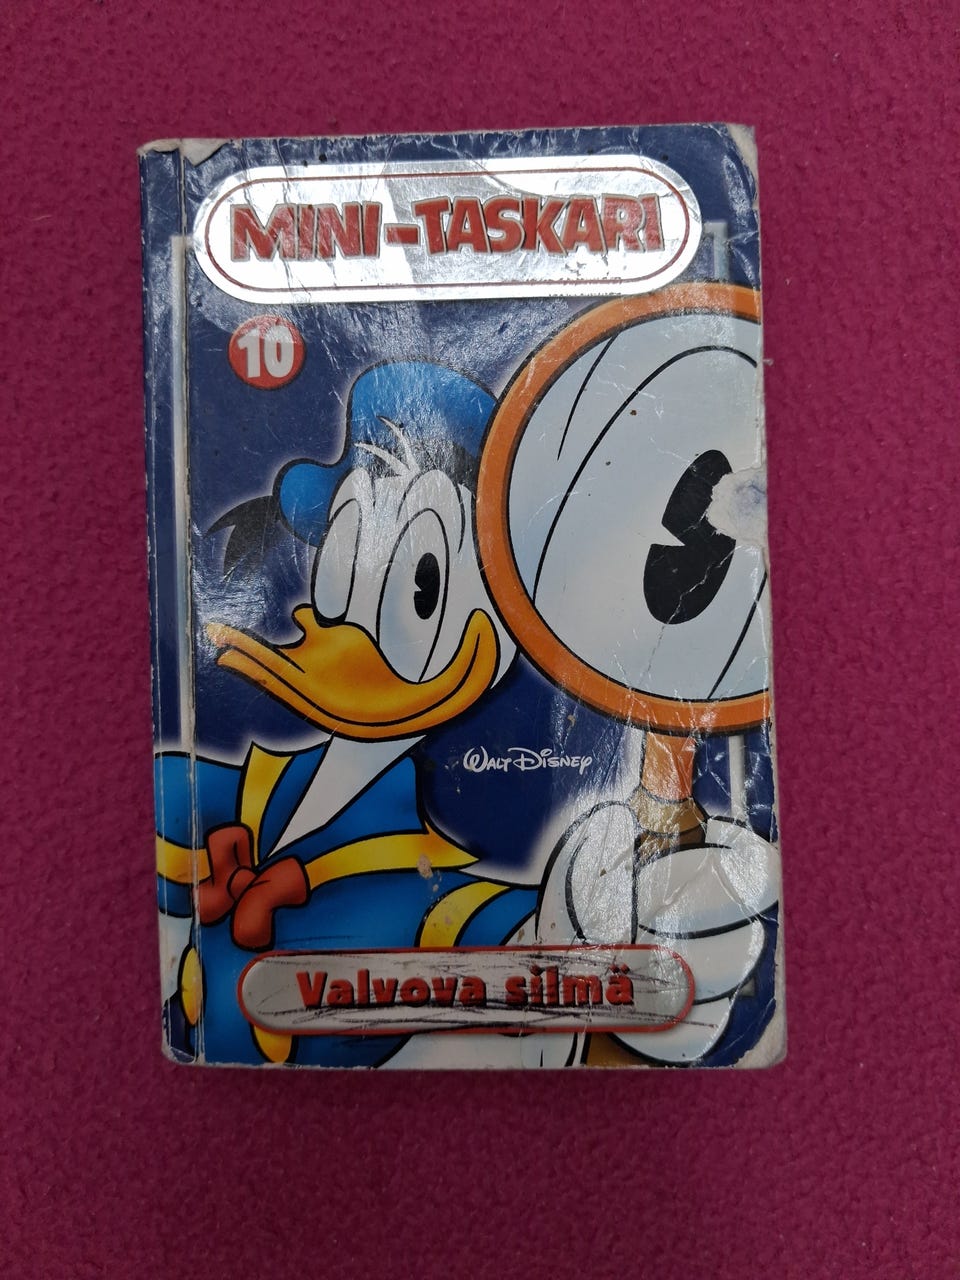 MINI-TASKARI
10
WALT DISNEY
Valvova silmä